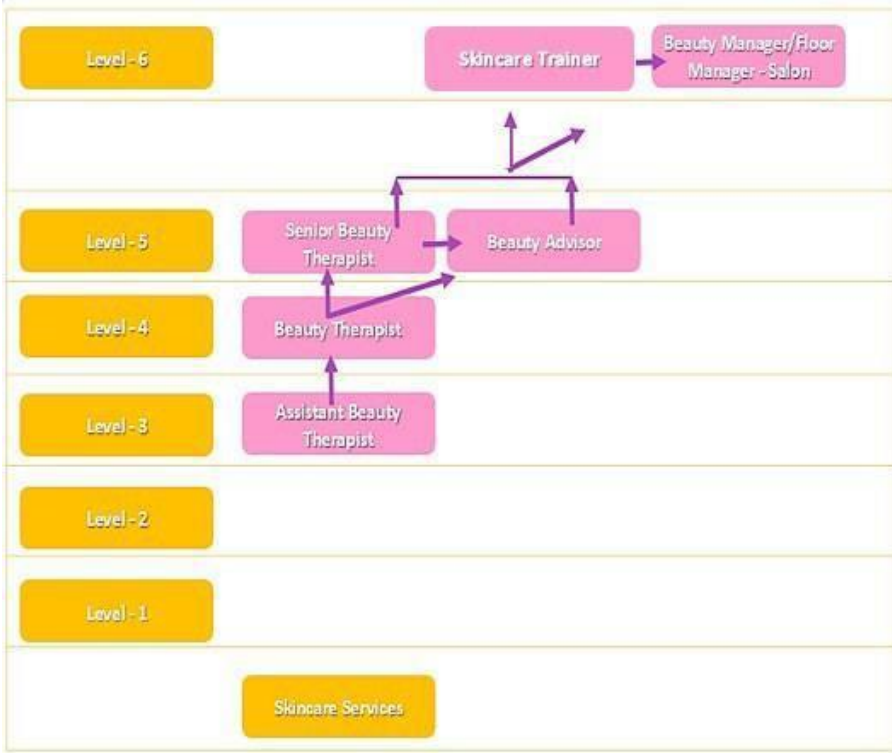 Level - 6
Skincare Trainer
Beauty Manager/Floor
Manager - Salon
Level - 5
Senior Beauty
Therapist
Beauty Advisor
Level - 4
Beauty Therapist
Level - 3
Assistant Beauty
Therapist
Level - 2
Level - 1
Skincare Services